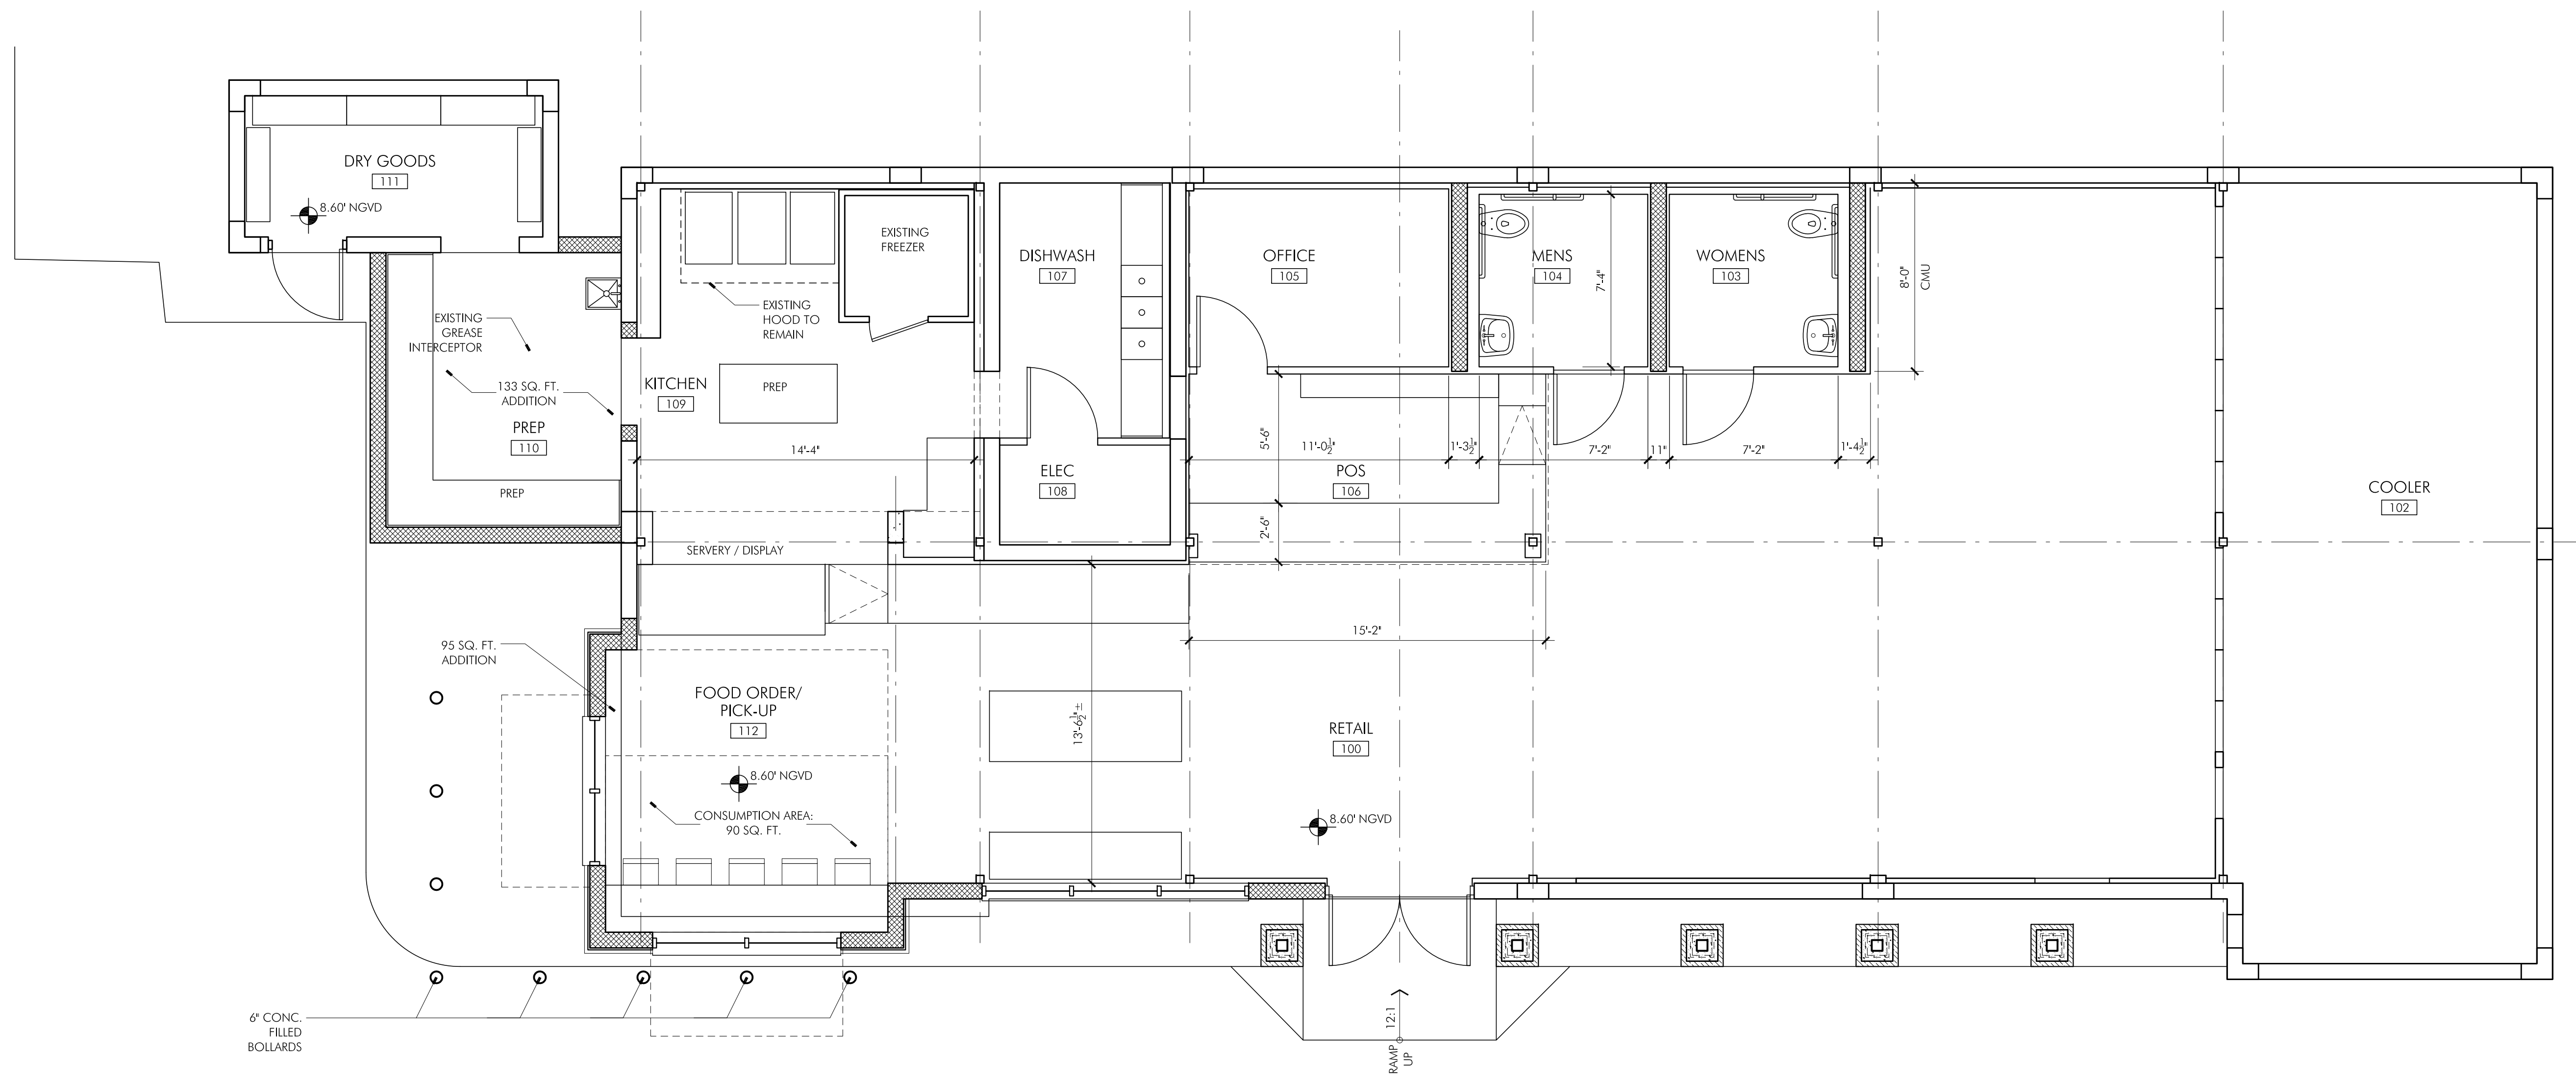 DRY GOODS
111
8.60' NGVD
EXISTING
FREEZER
DISHWASH
107
OFFICE
105
MENS
104
7'-4"
WOMENS
103
8'-0"
CMU
EXISTING
GREASE
INTERCEPTOR
EXISTING
HOOD TO
REMAIN
133 SQ. FT.
ADDITION
PREP
110
PREP
KITCHEN
109
PREP
14'-4"
ELEC
108
5'-6"
11'-0½"
1'-3½"
7'-2"
11"
7'-2"
1'-4½"
POS
106
2'-6"
COOLER
102
SERVERY / DISPLAY
15'-2"
95 SQ. FT.
ADDITION
FOOD ORDER/
PICK-UP
112
13'-6½"±
RETAIL
100
8.60' NGVD
CONSUMPTION AREA:
90 SQ. FT.
8.60' NGVD
6" CONC.
FILLED
BOLLARDS
12:1
RAMP
UP